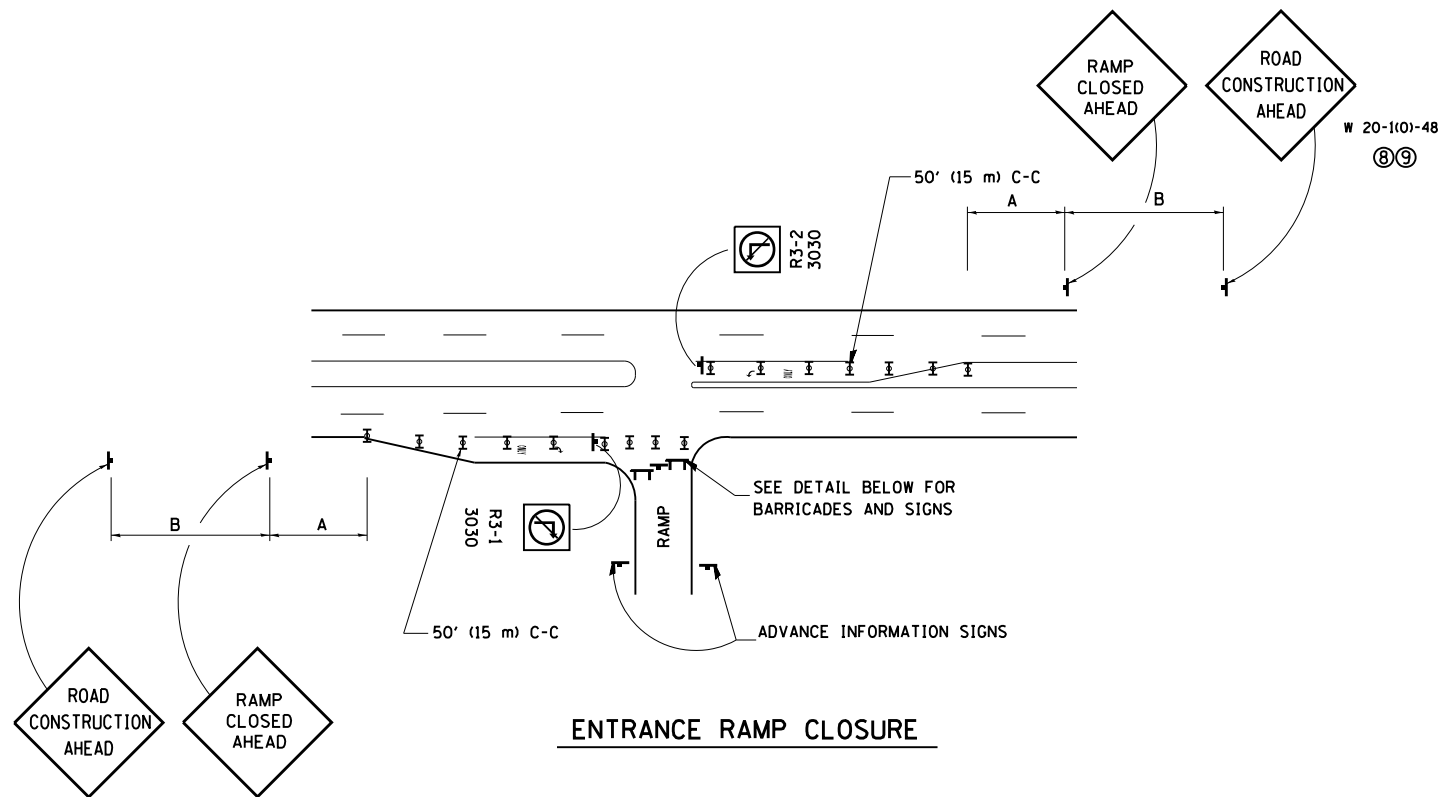 RAMP
CLOSED
AHEAD
ROAD
CONSTRUCTION
AHEAD
W 20-1(O)-48
⑧⑨
50' (15 m) C-C
A
B
R3-2
3030
ONLY
ONLY
SEE DETAIL BELOW FOR
BARRICADES AND SIGNS
B
A
R3-1
3030
RAMP
50' (15 m) C-C
ADVANCE INFORMATION SIGNS
ROAD
CONSTRUCTION
AHEAD
RAMP
CLOSED
AHEAD
ENTRANCE RAMP CLOSURE